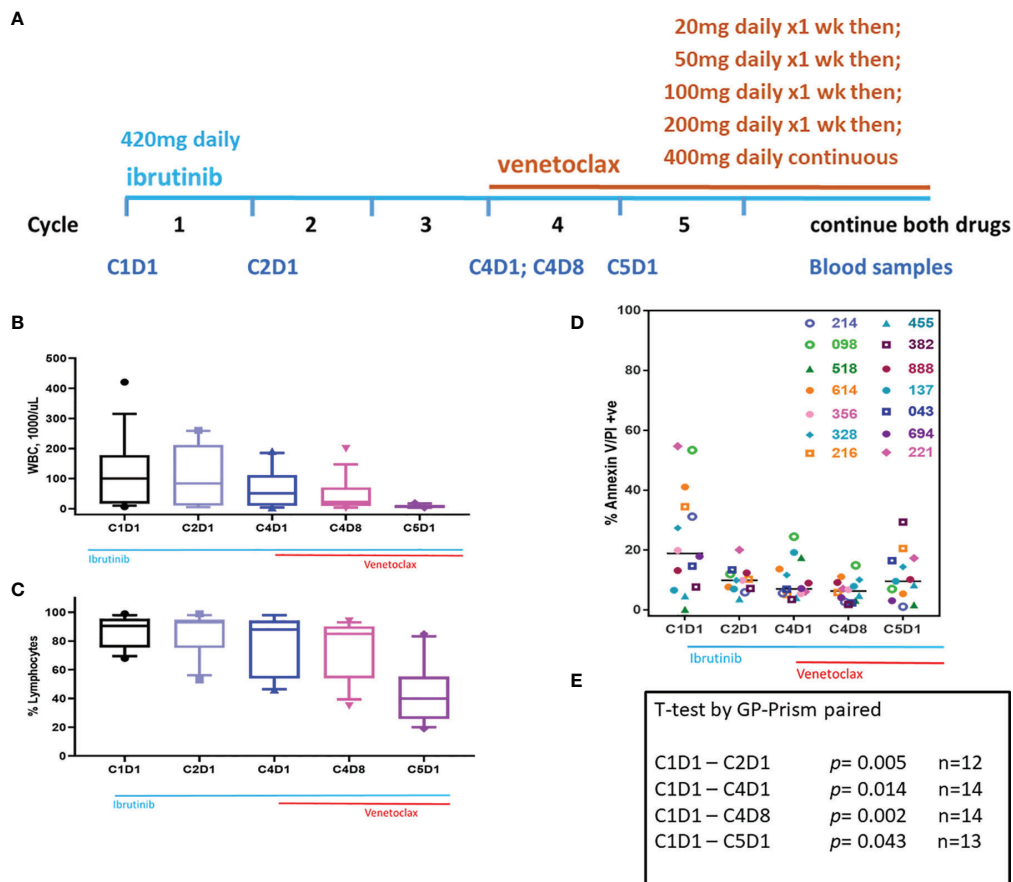 A
20mg daily x1 wk then;
50mg daily x1 wk then;
100mg daily x1 wk then;
200mg daily x1 wk then;
400mg daily continuous
420mg daily
ibrutinib
venetoclax
Cycle 1 2 3 4 5 continue both drugs
C1D1 C2D1 C4D1; C4D8 C5D1 Blood samples
B
WBC, 1000/uL
500
400
300
200
100
0
C1D1 C2D1 C4D1 C4D8 C5D1
Ibrutinib
Venetoclax
C
% Lymphocytes
100
80
60
40
20
0
C1D1 C2D1 C4D1 C4D8 C5D1
Ibrutinib
Venetoclax
D
% Annexin V/PI +ve
100
80
60
40
20
0
214 455
098 382
518 888
614 137
356 043
328 694
216 221
C1D1 C2D1 C4D1 C4D8 C5D1
Ibrutinib
Venetoclax
E
T-test by GP-Prism paired
C1D1 – C2D1 p= 0.005 n=12
C1D1 – C4D1 p= 0.014 n=14
C1D1 – C4D8 p= 0.002 n=14
C1D1 – C5D1 p= 0.043 n=13